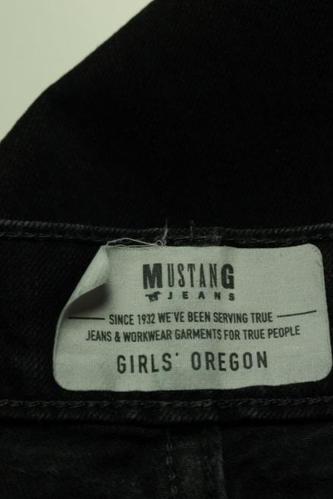 MUSTANG
JEANS
SINCE 1932 WE'VE BEEN SERVING TRUE
JEANS & WORKWEAR GARMENTS FOR TRUE PEOPLE
GIRLS' OREGON